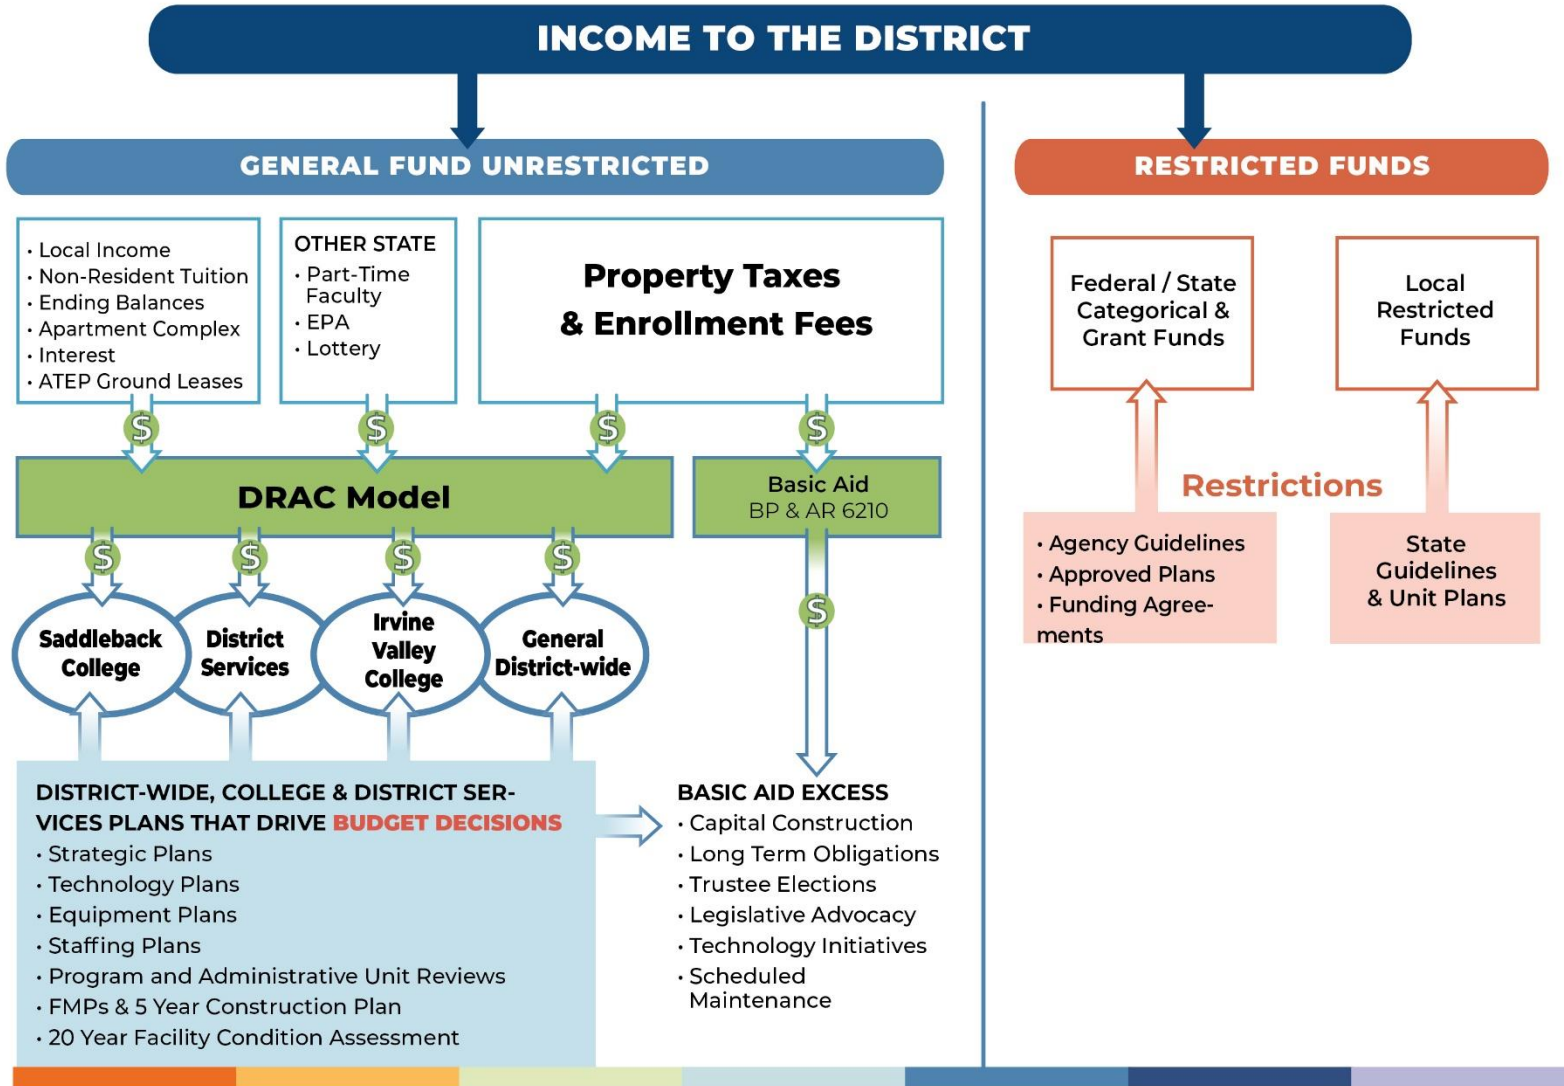 INCOME TO THE DISTRICT
GENERAL FUND UNRESTRICTED
· Local Income
· Non-Resident Tuition
· Ending Balances
· Apartment Complex
· Interest
· ATEP Ground Leases
OTHER STATE
· Part-Time
Faculty
· EPA
· Lottery
Property Taxes
& Enrollment Fees
$
$
$
$
DRAC Model
Basic Aid
BP & AR 6210
$
$
$
$
$
Saddleback
College
District
Services
Irvine
Valley
College
General
District-wide
DISTRICT-WIDE, COLLEGE & DISTRICT SER-
VICES PLANS THAT DRIVE BUDGET DECISIONS
· Strategic Plans
· Technology Plans
· Equipment Plans
· Staffing Plans
· Program and Administrative Unit Reviews
· FMPs & 5 Year Construction Plan
· 20 Year Facility Condition Assessment
BASIC AID EXCESS
· Capital Construction
· Long Term Obligations
· Trustee Elections
· Legislative Advocacy
· Technology Initiatives
· Scheduled
Maintenance
RESTRICTED FUNDS
Federal / State
Categorical &
Grant Funds
Local
Restricted
Funds
Restrictions
· Agency Guidelines
· Approved Plans
· Funding Agree-
ments
State
Guidelines
& Unit Plans